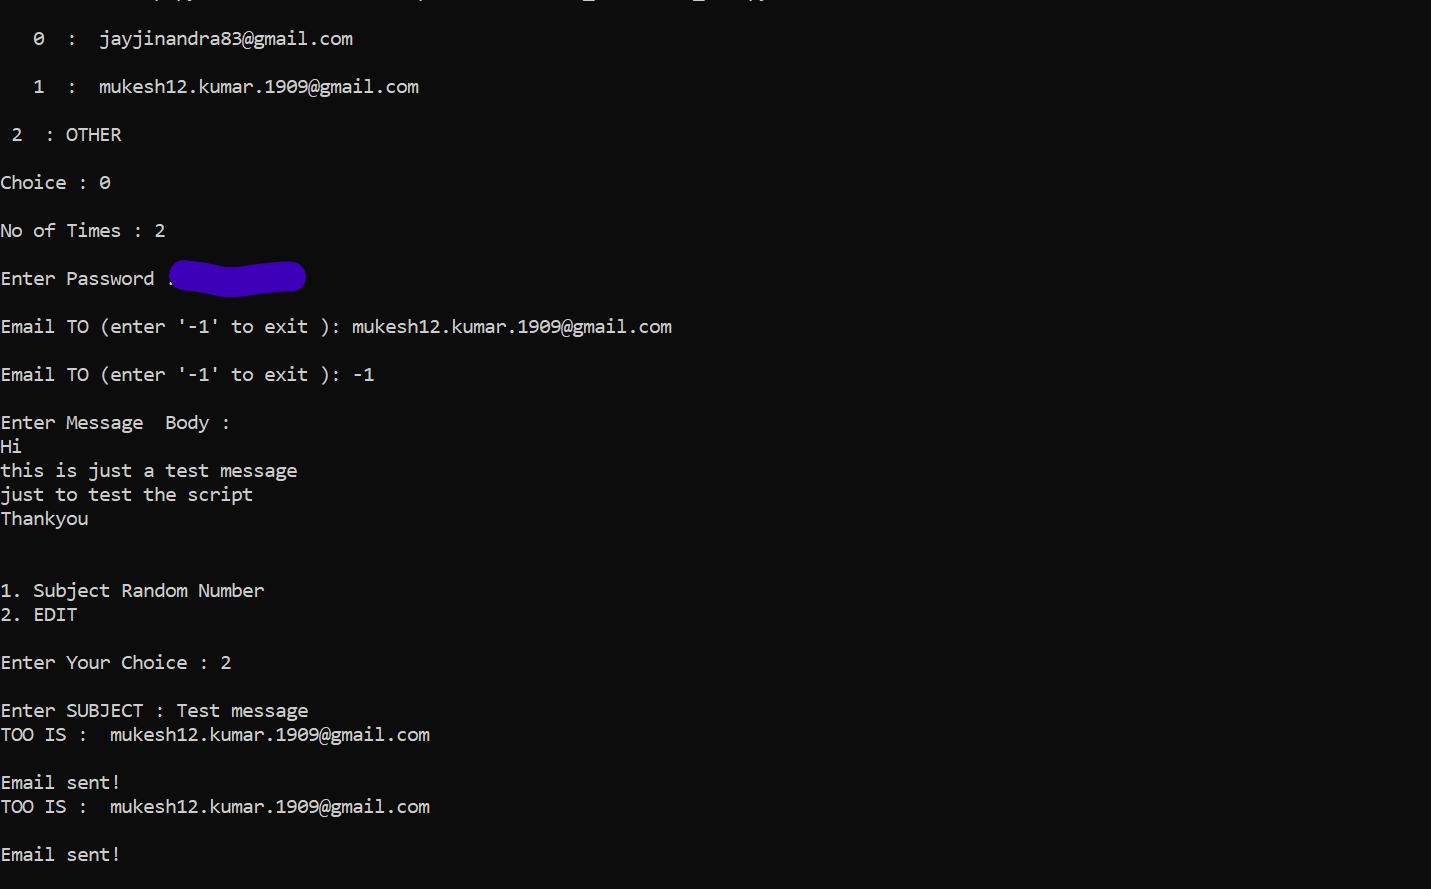 0 : jayjinandra83@gmail.com
1 : mukesh12.kumar.1909@gmail.com
2 : OTHER
Choice : 0
No of Times : 2
Enter Password :
Email TO (enter '-1' to exit ): mukesh12.kumar.1909@gmail.com
Email TO (enter '-1' to exit ): -1
Enter Message  Body :
Hi
this is just a test message
just to test the script
Thankyou
1. Subject Random Number
2. EDIT
Enter Your Choice : 2
Enter SUBJECT : Test message
TOO IS :  mukesh12.kumar.1909@gmail.com
Email sent!
TOO IS :  mukesh12.kumar.1909@gmail.com
Email sent!